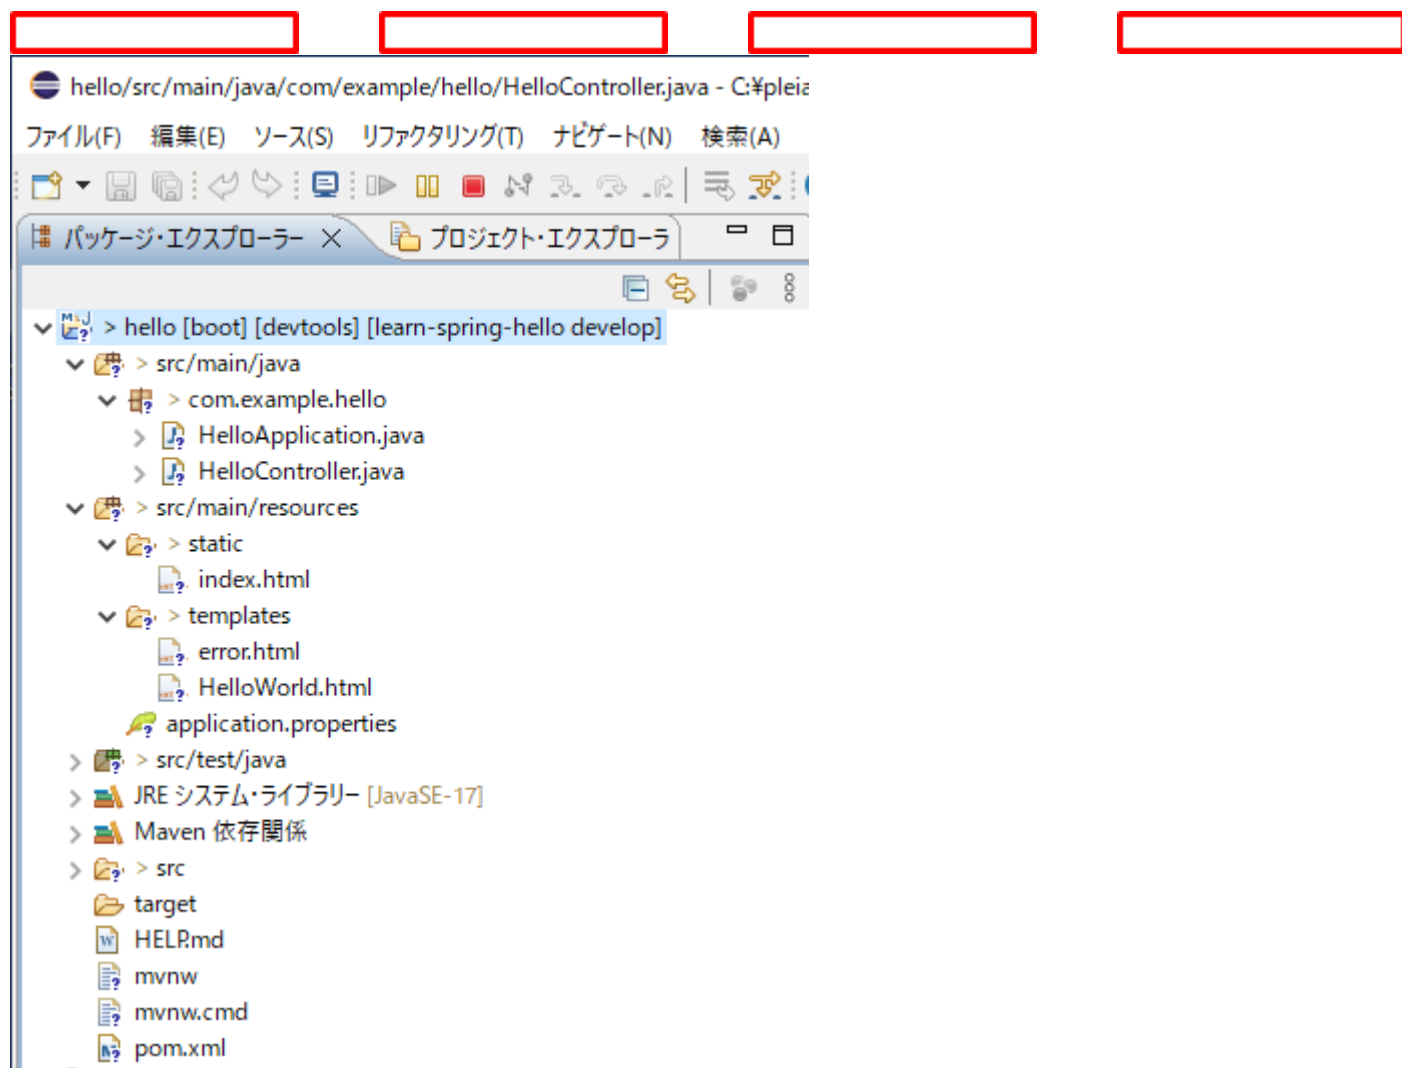 hello/src/main/java/com/example/hello/HelloController.java - C:¥pleia
ファイル(F) 編集(E) ソース(S) リファクタリング(T) ナビゲート(N) 検索(A)
パッケージ・エクスプローラー プロジェクト・エクスプローラ
> hello [boot] [devtools] [learn-spring-hello develop]
> src/main/java
> com.example.hello
HelloApplication.java
HelloController.java
> src/main/resources
> static
index.html
> templates
error.html
HelloWorld.html
application.properties
> src/test/java
JRE システム・ライブラリー [JavaSE-17]
Maven 依存関係
> src
target
HELP.md
mvnw
mvnw.cmd
pom.xml